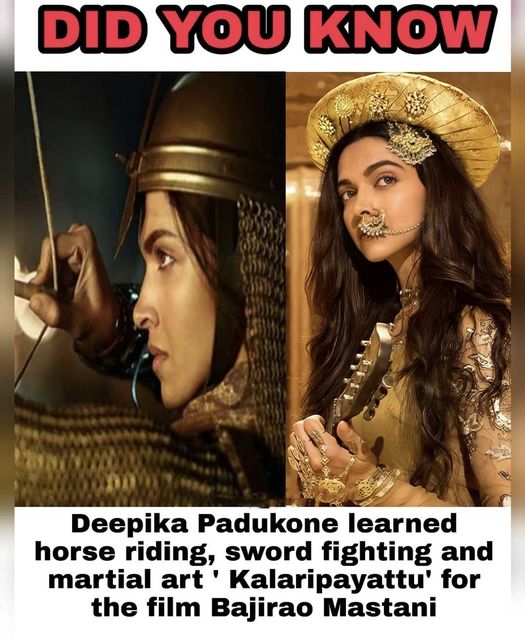 DID YOU KNOW
Deepika Padukone learned
horse riding, sword fighting and
martial art ' Kalaripayattu' for
the film Bajirao Mastani